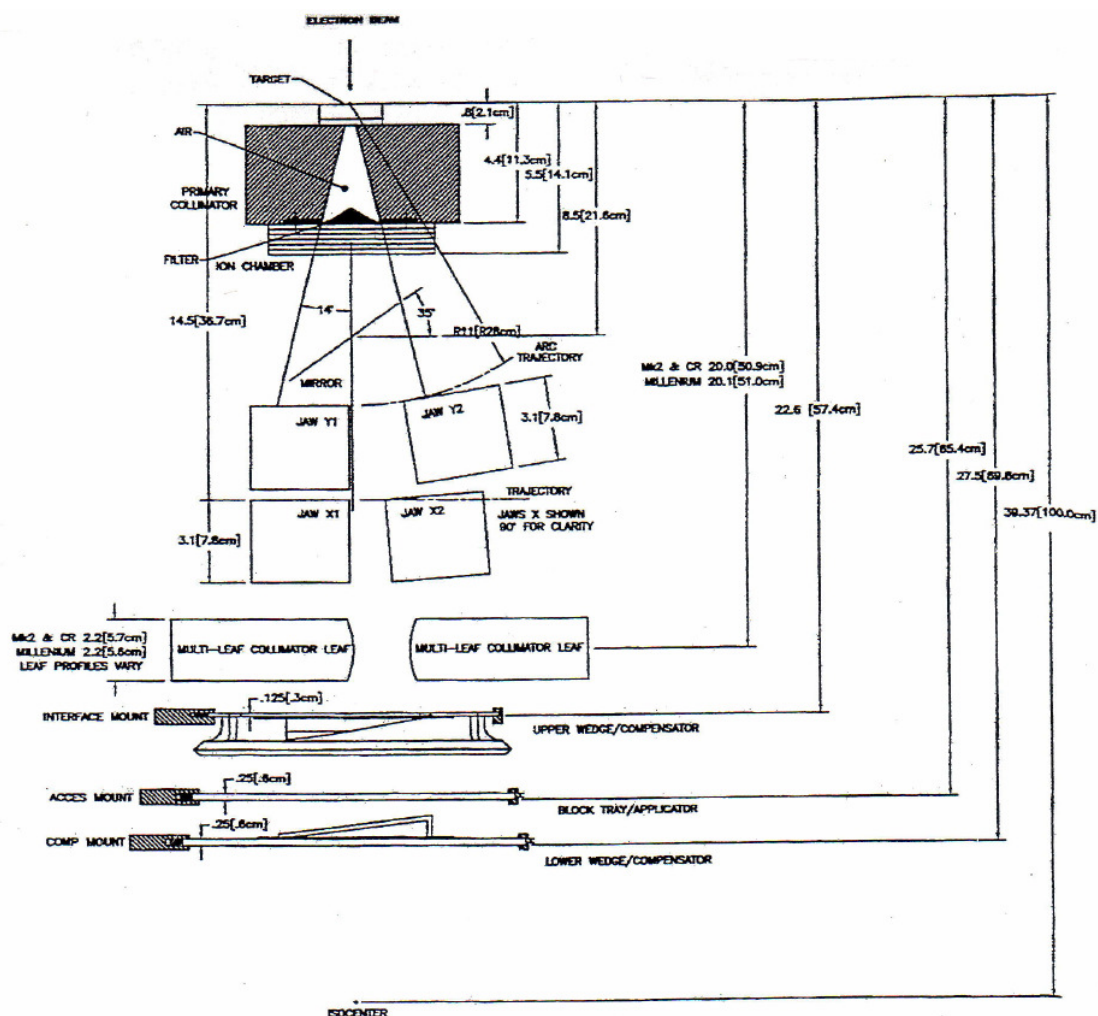 ELECTRON BEAM
TARGET
.8[2.1cm]
AIR
4.4[11.3cm]
5.5[14.1cm]
PRIMARY
COLLIMATOR
8.5[21.6cm]
FILTER
ION CHAMBER
14.5[36.7cm]
14°
35°
R11[R28cm]
ARC
TRAJECTORY
MIRROR
Mk2 & CR 20.0[50.9cm]
MILLENIUM 20.1[51.0cm]
22.6 [57.4cm]
JAW Y1
JAW Y2
3.1[7.8cm]
25.7[65.4cm]
27.5[69.8cm]
39.37[100.0cm]
JAW X1
JAW X2
TRAJECTORY
JAWS X SHOWN
90° FOR CLARITY
3.1[7.8cm]
Mk2 & CR 2.2[5.7cm]
MILLENIUM 2.2[5.6cm]
LEAF PROFILES VARY
MULTI-LEAF COLLIMATOR LEAF
MULTI-LEAF COLLIMATOR LEAF
.125[.3cm]
INTERFACE MOUNT
UPPER WEDGE/COMPENSATOR
.25[.6cm]
ACCES MOUNT
BLOCK TRAY/APPLICATOR
.25[.6cm]
COMP MOUNT
LOWER WEDGE/COMPENSATOR
ISOCENTER